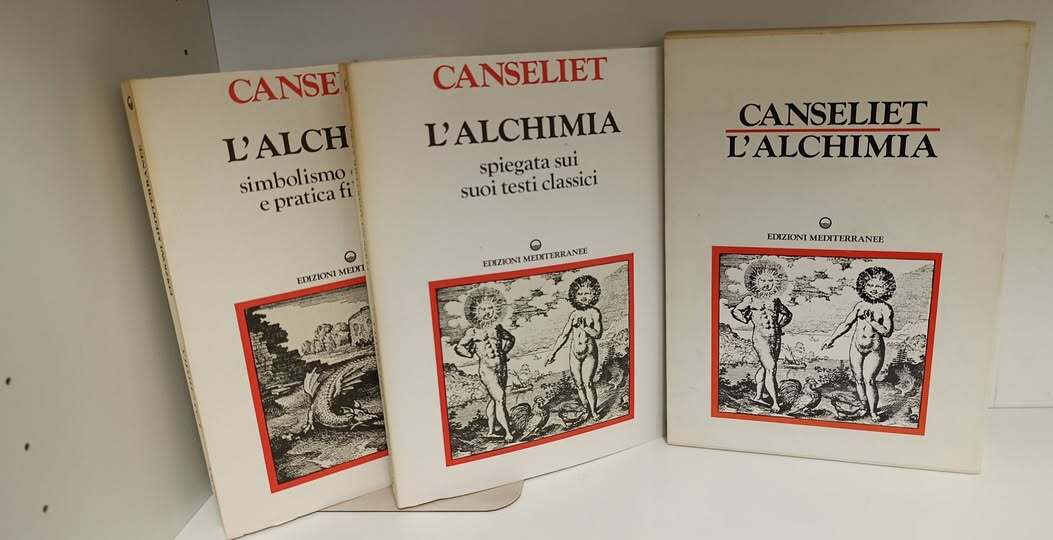 CANSE
L'ALCH
simbolismo
e pratica fi
EDIZIONI MEDIT
CANSELIET
L'ALCHIMIA
spiegata sui
suoi testi classici
EDIZIONI MEDITERRANEE
CANSELIET
L'ALCHIMIA
EDIZIONI MEDITERRANEE